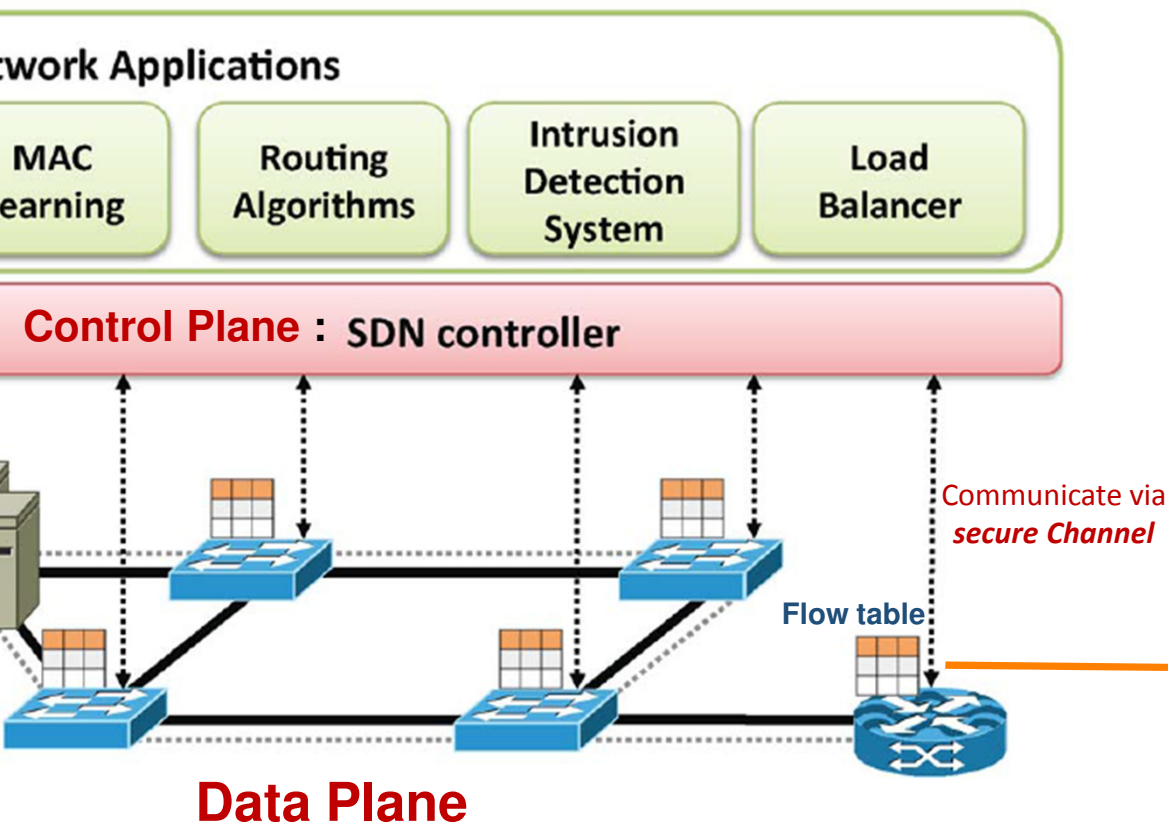 twork Applications
MAC
earning
Routing
Algorithms
Intrusion
Detection
System
Load
Balancer
Control Plane : SDN controller
Communicate via
secure Channel
Flow table
Data Plane